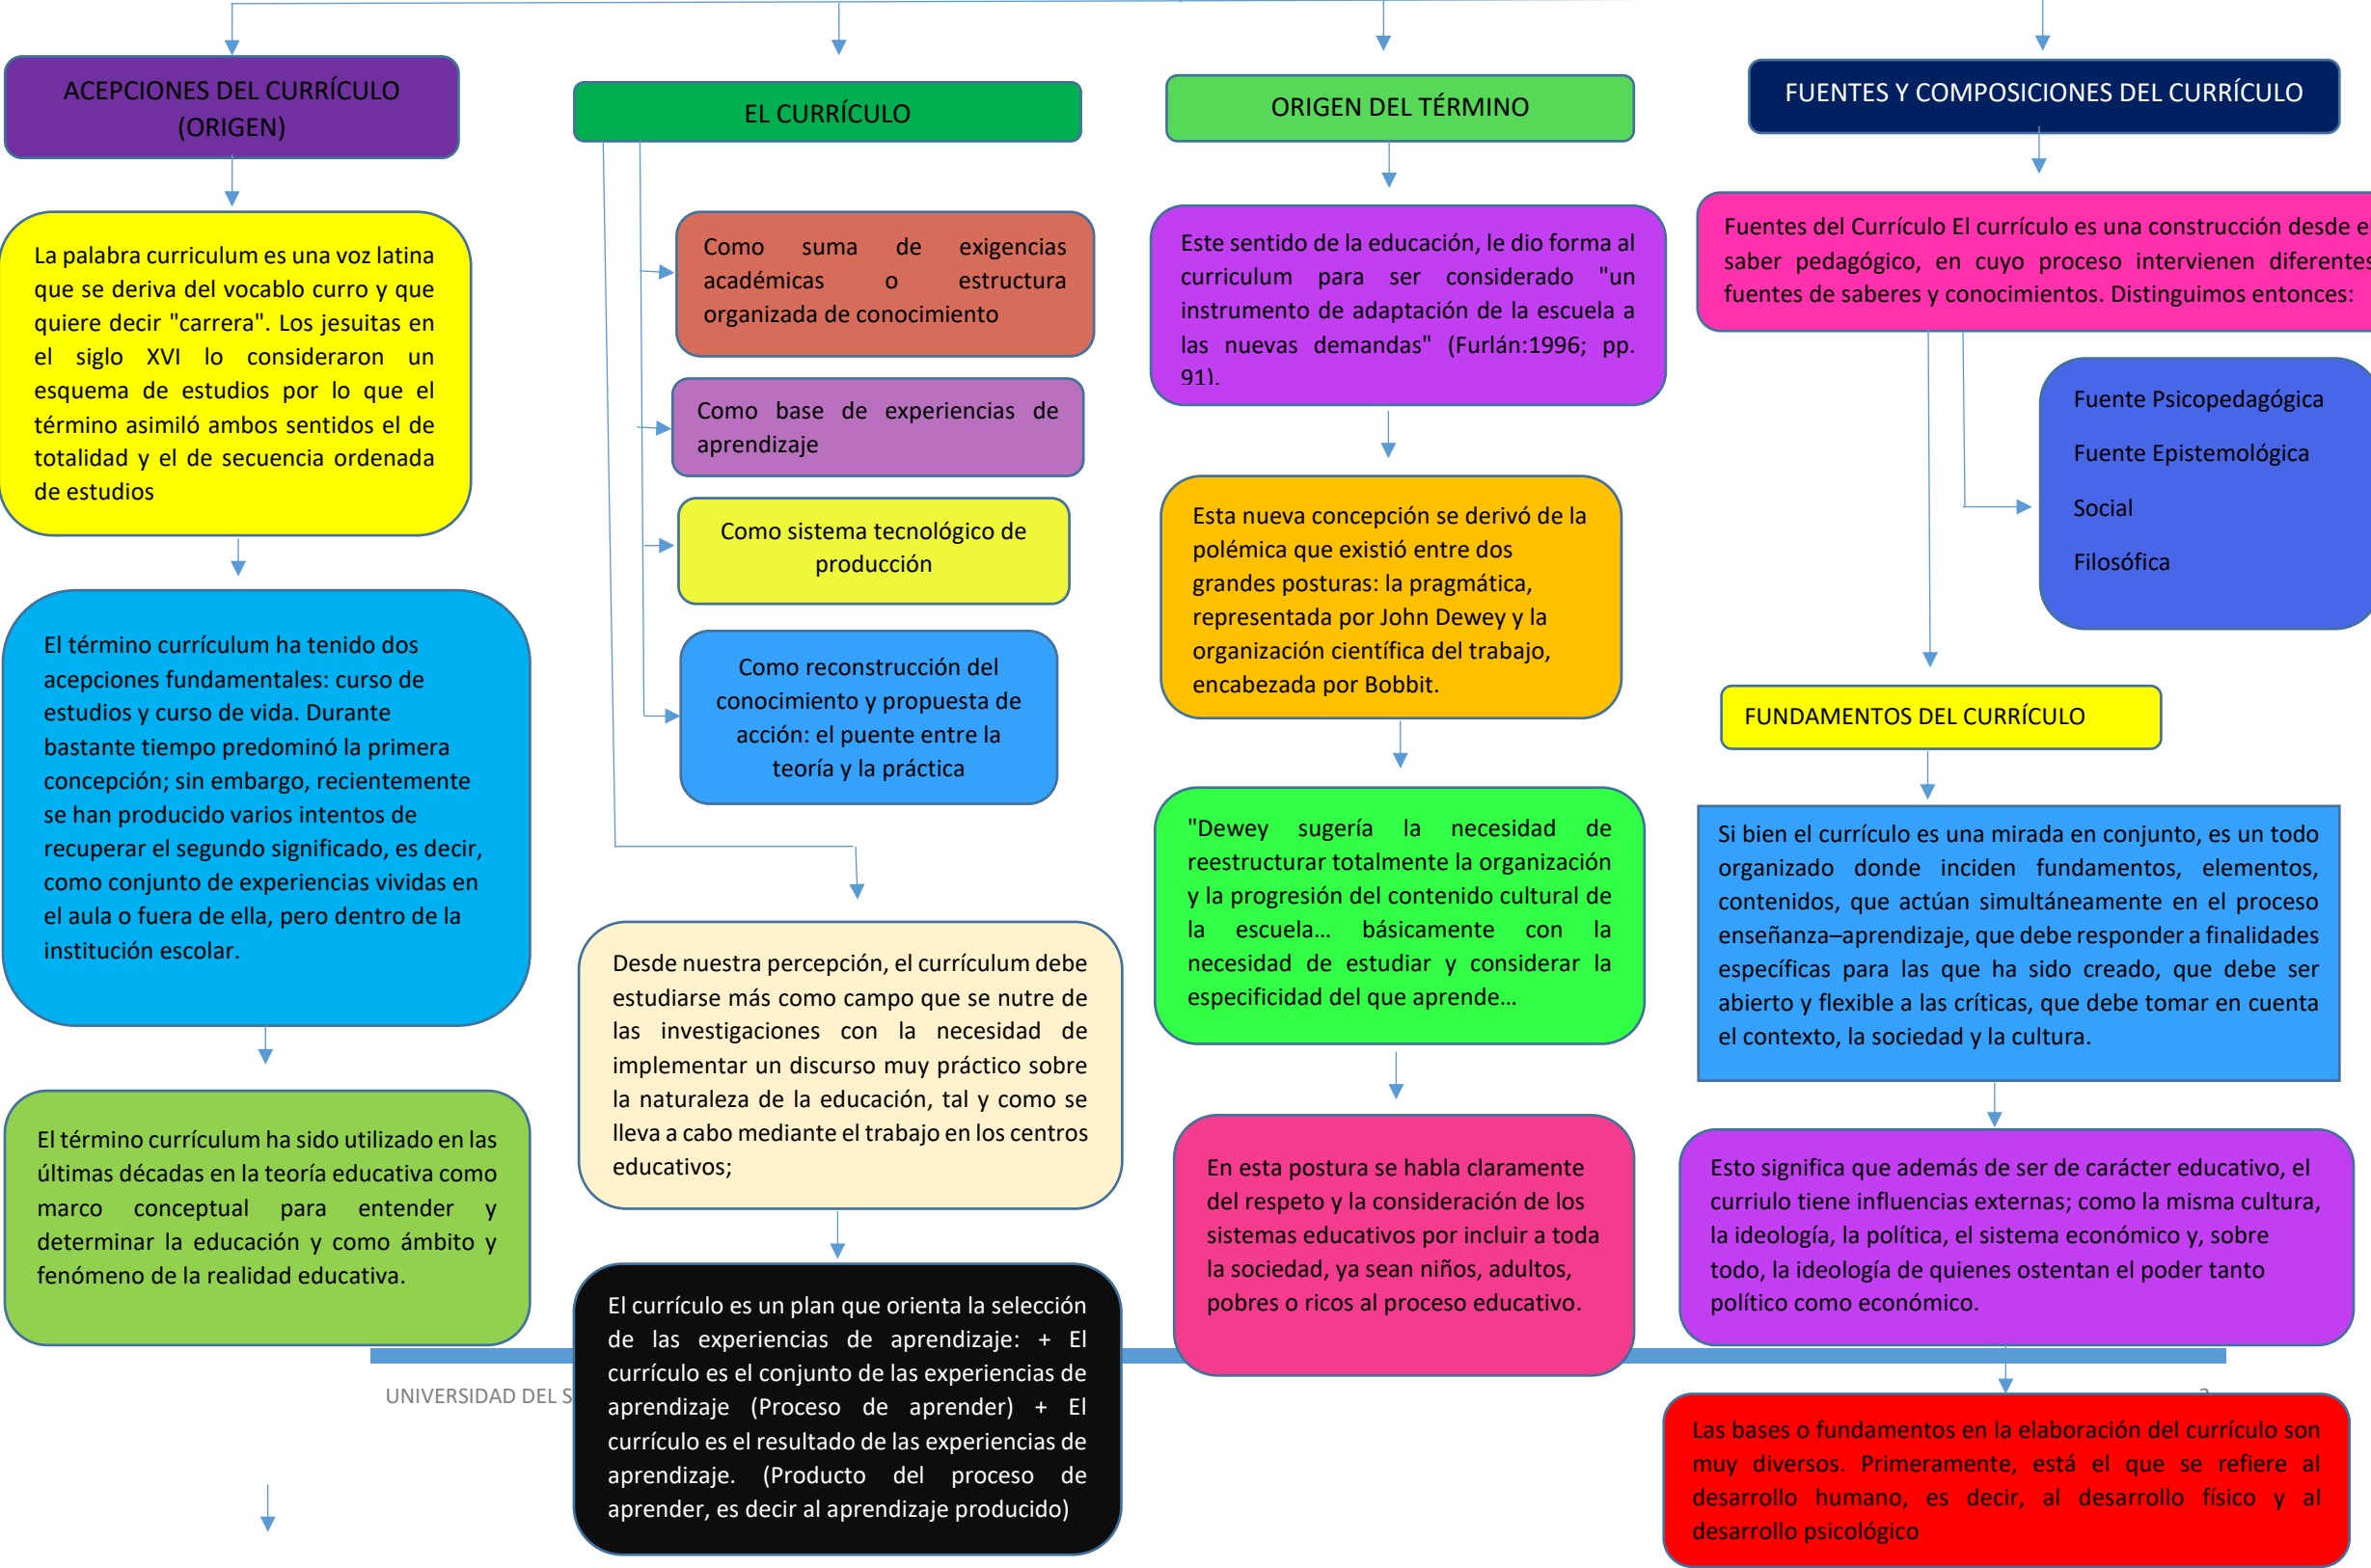 ACEPCIONES DEL CURRÍCULO
(ORIGEN)
La palabra curriculum es una voz latina
que se deriva del vocablo curro y que
quiere decir "carrera". Los jesuitas en
el siglo XVI lo consideraron un
esquema de estudios por lo que el
término asimiló ambos sentidos el de
totalidad y el de secuencia ordenada
de estudios
El término currículum ha tenido dos
acepciones fundamentales: curso de
estudios y curso de vida. Durante
bastante tiempo predominó la primera
concepción; sin embargo, recientemente
se han producido varios intentos de
recuperar el segundo significado, es decir,
como conjunto de experiencias vividas en
el aula o fuera de ella, pero dentro de la
institución escolar.
El término currículum ha sido utilizado en las
últimas décadas en la teoría educativa como
marco conceptual para entender y
determinar la educación y como ámbito y
fenómeno de la realidad educativa.
EL CURRÍCULO
Como suma de exigencias
académicas o estructura
organizada de conocimiento
Como base de experiencias de
aprendizaje
Como sistema tecnológico de
producción
Como reconstrucción del
conocimiento y propuesta de
acción: el puente entre la
teoría y la práctica
Desde nuestra percepción, el currículum debe
estudiarse más como campo que se nutre de
las investigaciones con la necesidad de
implementar un discurso muy práctico sobre
la naturaleza de la educación, tal y como se
lleva a cabo mediante el trabajo en los centros
educativos;
El currículo es un plan que orienta la selección
de las experiencias de aprendizaje: + El
currículo es el conjunto de las experiencias de
aprendizaje (Proceso de aprender) + El
currículo es el resultado de las experiencias de
aprendizaje. (Producto del proceso de
aprender, es decir al aprendizaje producido)
ORIGEN DEL TÉRMINO
Este sentido de la educación, le dio forma al
curriculum para ser considerado "un
instrumento de adaptación de la escuela a
las nuevas demandas" (Furlán:1996; pp.
91).
Esta nueva concepción se derivó de la
polémica que existió entre dos
grandes posturas: la pragmática,
representada por John Dewey y la
organización científica del trabajo,
encabezada por Bobbit.
"Dewey sugería la necesidad de
reestructurar totalmente la organización
y la progresión del contenido cultural de
la escuela... básicamente con la
necesidad de estudiar y considerar la
especificidad del que aprende...
En esta postura se habla claramente
del respeto y la consideración de los
sistemas educativos por incluir a toda
la sociedad, ya sean niños, adultos,
pobres o ricos al proceso educativo.
FUENTES Y COMPOSICIONES DEL CURRÍCULO
Fuentes del Currículo El currículo es una construcción desde e
saber pedagógico, en cuyo proceso intervienen diferentes
fuentes de saberes y conocimientos. Distinguimos entonces:
Fuente Psicopedagógica
Fuente Epistemológica
Social
Filosófica
FUNDAMENTOS DEL CURRÍCULO
Si bien el currículo es una mirada en conjunto, es un todo
organizado donde inciden fundamentos, elementos,
contenidos, que actúan simultáneamente en el proceso
enseñanza–aprendizaje, que debe responder a finalidades
específicas para las que ha sido creado, que debe ser
abierto y flexible a las críticas, que debe tomar en cuenta
el contexto, la sociedad y la cultura.
Esto significa que además de ser de carácter educativo, el
curriulo tiene influencias externas; como la misma cultura,
la ideología, la política, el sistema económico y, sobre
todo, la ideología de quienes ostentan el poder tanto
político como económico.
Las bases o fundamentos en la elaboración del currículo son
muy diversos. Primeramente, está el que se refiere al
desarrollo humano, es decir, al desarrollo físico y al
desarrollo psicológico
UNIVERSIDAD DEL S